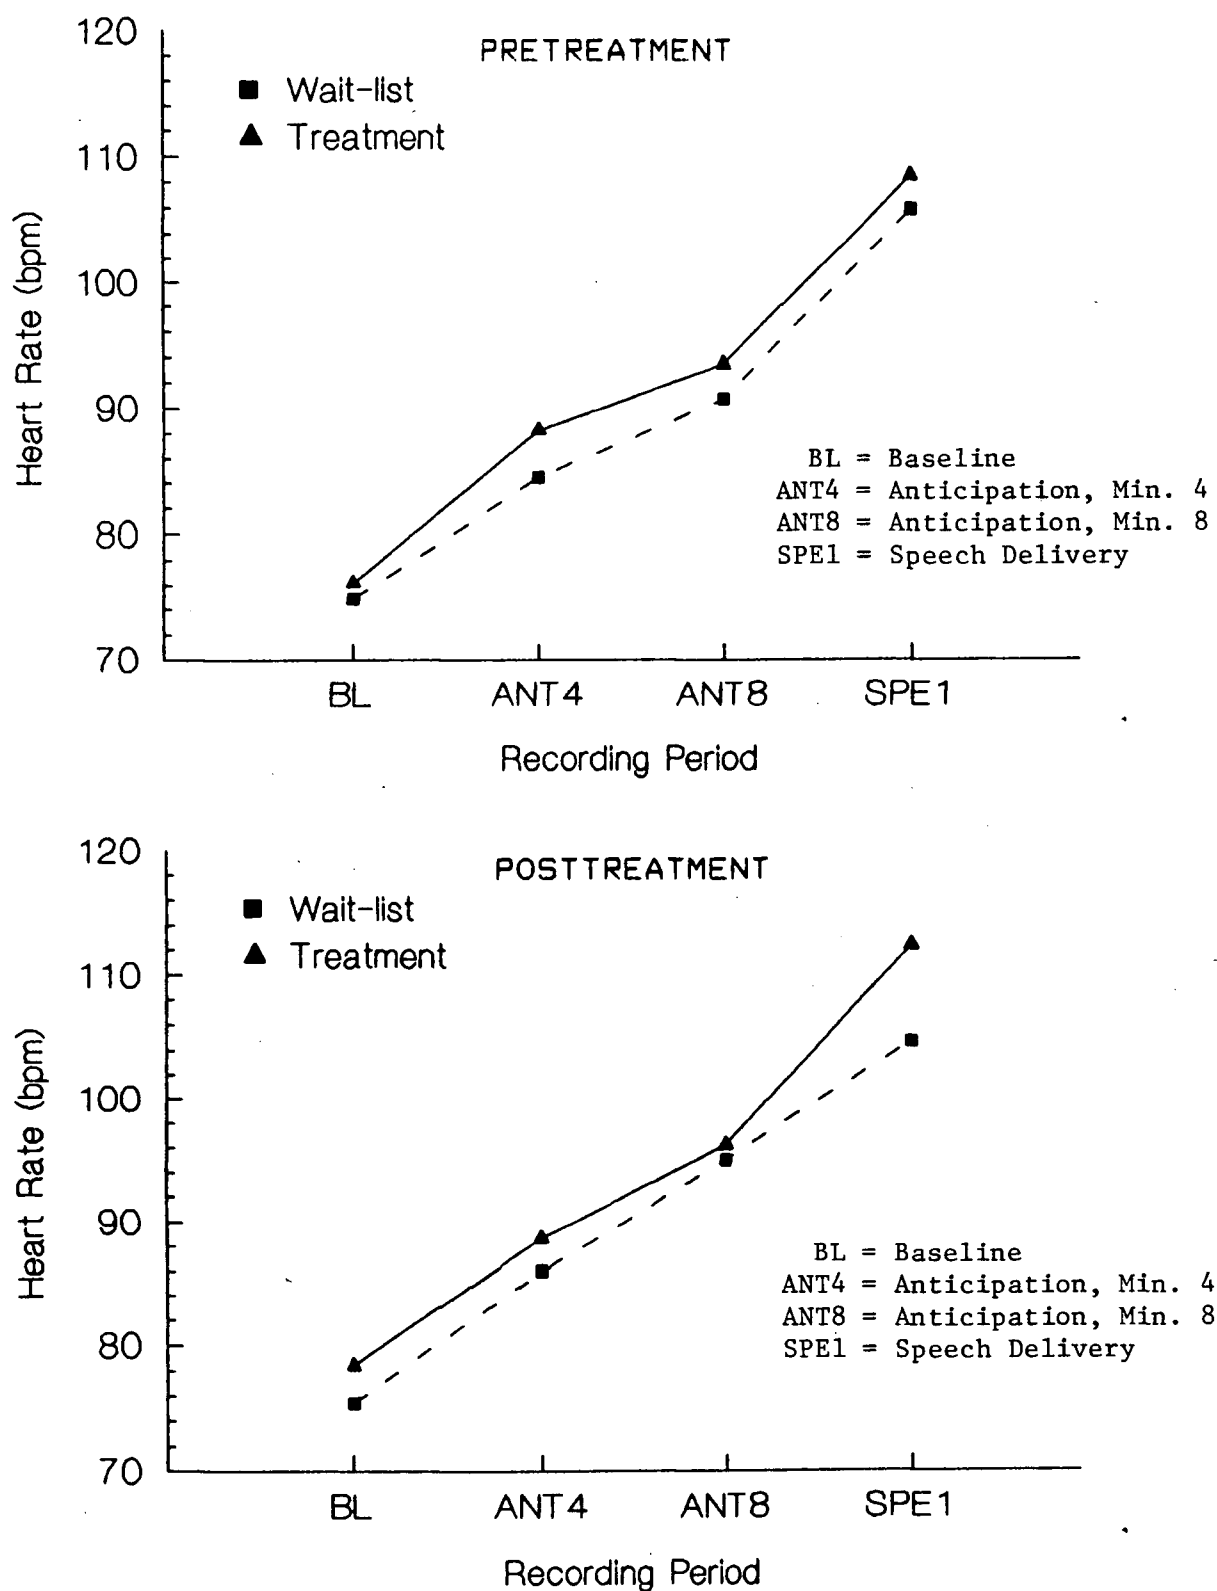 PRETREATMENT
Wait-list
Treatment
120
110
100
90
80
70
Heart Rate (bpm)
BL = Baseline
ANT4 = Anticipation, Min. 4
ANT8 = Anticipation, Min. 8
SPE1 = Speech Delivery
BL ANT4 ANT8 SPE1
Recording Period
POSTTREATMENT
Wait-list
Treatment
120
110
100
90
80
70
Heart Rate (bpm)
BL = Baseline
ANT4 = Anticipation, Min. 4
ANT8 = Anticipation, Min. 8
SPE1 = Speech Delivery
BL ANT4 ANT8 SPE1
Recording Period